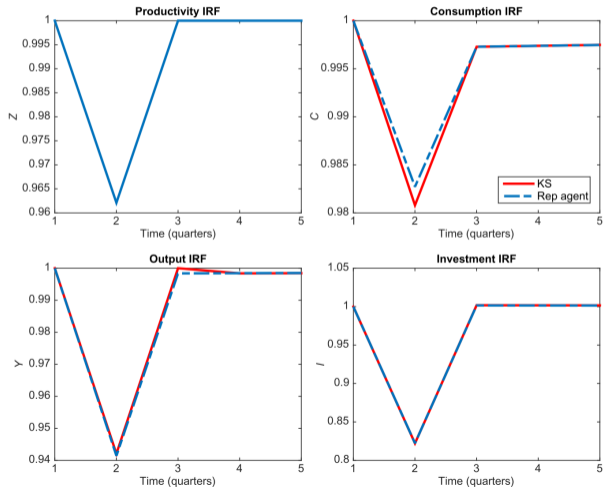 Productivity IRF
1
0.995
0.99
0.985
0.98
0.975
0.97
0.965
0.96
Z
1 2 3 4 5
Time (quarters)
Consumption IRF
1
0.995
0.99
0.985
0.98
C
KS
Rep agent
1 2 3 4 5
Time (quarters)
Output IRF
1
0.99
0.98
0.97
0.96
0.95
0.94
Y
1 2 3 4 5
Time (quarters)
Investment IRF
1.05
1
0.95
0.9
0.85
0.8
I
1 2 3 4 5
Time (quarters)